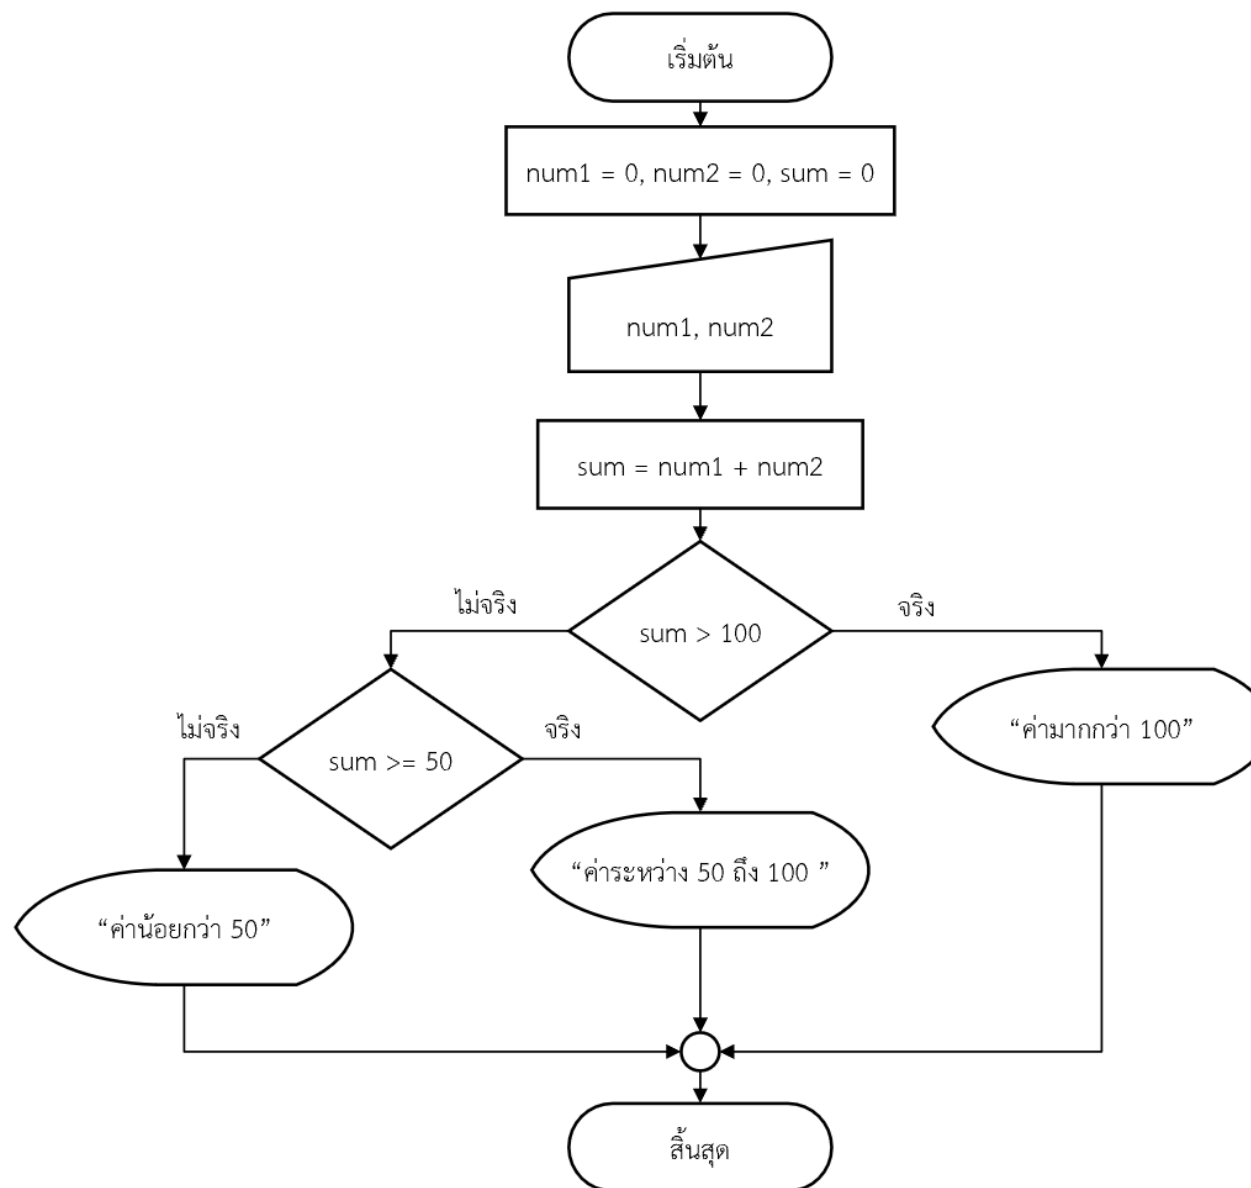 เริ่มต้น
num1 = 0, num2 = 0, sum = 0
num1, num2
sum = num1 + num2
ไม่จริง
จริง
sum > 100
ไม่จริง
จริง
“ค่ามากกว่า 100”
sum >= 50
“ค่าระหว่าง 50 ถึง 100 ”
“ค่าน้อยกว่า 50”
สิ้นสุด